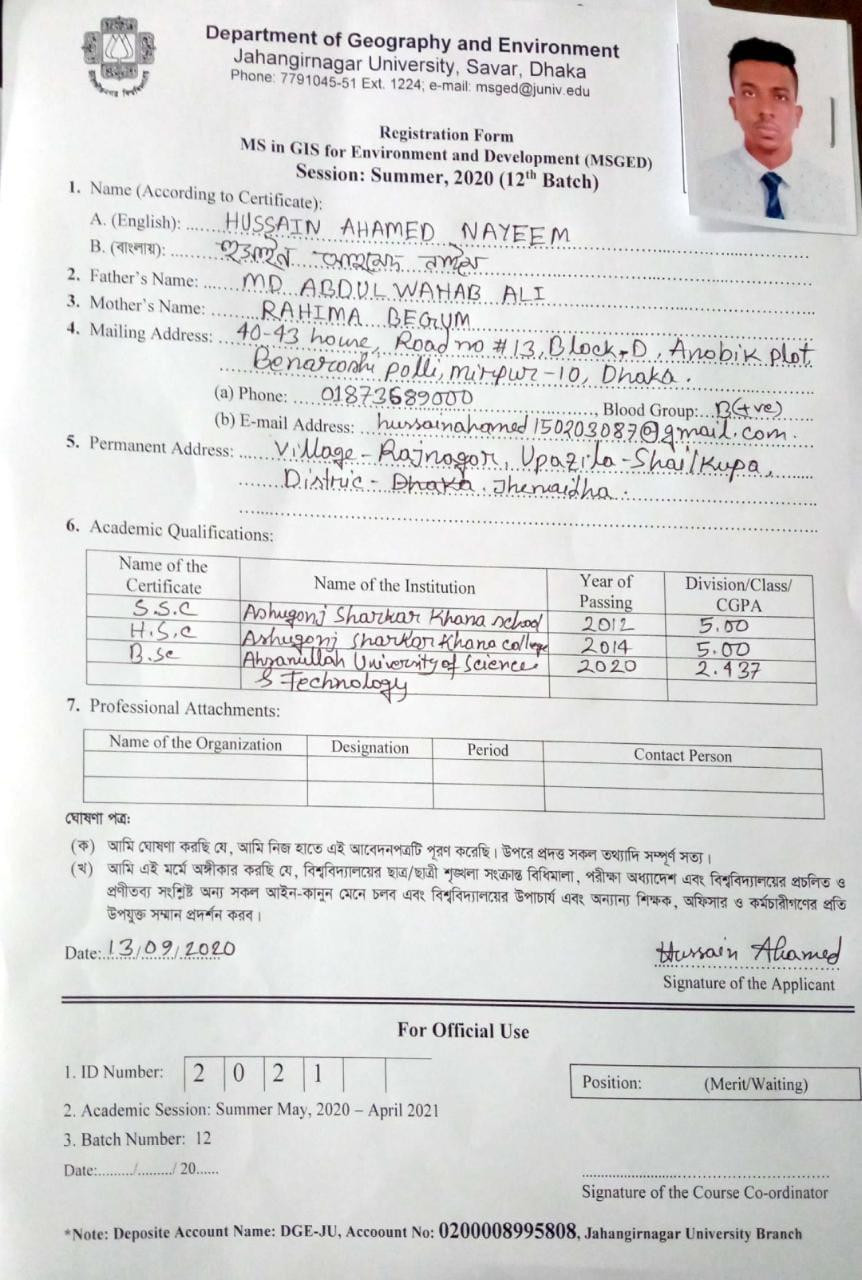 Department of Geography and Environment
Jahangirnagar University, Savar, Dhaka
Phone: 7791045-51 Ext. 1224; e-mail: msged@juniv.edu
Registration Form
MS in GIS for Environment and Development (MSGED)
Session: Summer, 2020 (12th Batch)
1. Name (According to Certificate):
A. (English): HUSSAIN AHAMED NAYEEM
B. (বাংলায়): হুসাইন আহমেদ নাঈম
2. Father's Name: MD ABDUL WAHAB ALI
3. Mother's Name: RAHIMA BEGUM
4. Mailing Address: 40-43 house, Road no #13, Block-D, Anobik plot
Benaroshi polli, mirpur-10, Dhaka.
(a) Phone: 01873689000, Blood Group: B(+ve)
(b) E-mail Address: hussainahamed150203087@gmail.com.
5. Permanent Address: Village-Rajnogor, Upazila-Shailkupa,
Distric- Dhaka. Jhenaidha.
6. Academic Qualifications:
Name of the Certificate Name of the Institution Year of Passing Division/Class/ CGPA
S.S.C Ashugonj Sharkar Khana school 2012 5.00
H.S.C Ashugonj Sharkar Khana college 2014 5.00
B.Sc Ahsanullah University of Science 2020 2.937
& Technology
7. Professional Attachments:
Name of the Organization Designation Period Contact Person
ঘোষণা পত্র:
(ক) আমি ঘোষণা করছি যে, আমি নিজ হাতে এই আবেদনপত্রটি পূরণ করেছি। উপরে প্রদত্ত সকল তথ্যাদি সম্পূর্ণ সত্য।
(খ) আমি এই মর্মে অঙ্গীকার করছি যে, বিশ্ববিদ্যালয়ের ছাত্র/ছাত্রী শৃঙ্খলা সংক্রান্ত বিধিমালা, পরীক্ষা অধ্যাদেশ এবং বিশ্ববিদ্যালয়ের প্রচলিত ও
প্রণীতব্য সংশ্লিষ্ট অন্য সকল আইন-কানুন মেনে চলব এবং বিশ্ববিদ্যালয়ের উপাচার্য এবং অন্যান্য শিক্ষক, অফিসার ও কর্মচারীগণের প্রতি
উপযুক্ত সম্মান প্রদর্শন করব।
Date: 13/09/2020 Hussain Ahamed
Signature of the Applicant
For Official Use
1. ID Number: 2 0 2 1 Position: (Merit/Waiting)
2. Academic Session: Summer May, 2020 – April 2021
3. Batch Number: 12
Date:........./........./ 20......
Signature of the Course Co-ordinator
*Note: Deposite Account Name: DGE-JU, Accoount No: 0200008995808, Jahangirnagar University Branch